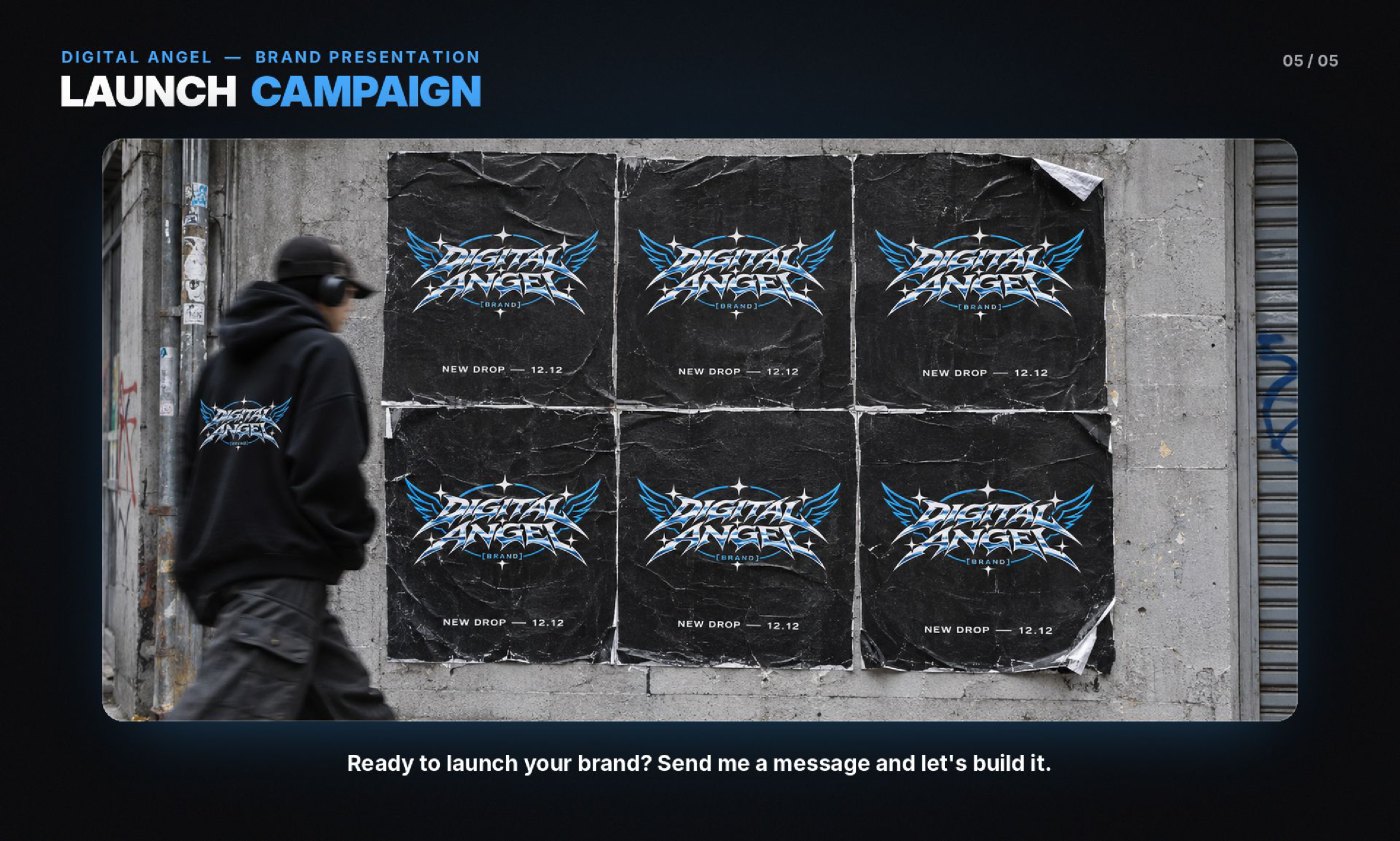 DIGITAL ANGEL — BRAND PRESENTATION
LAUNCH CAMPAIGN
05 / 05
DIGITAL
ANGEL
[BRAND]
NEW DROP — 12.12
DIGITAL
ANGEL
[BRAND]
NEW DROP — 12.12
DIGITAL
ANGEL
[BRAND]
NEW DROP — 12.12
DIGITAL
ANGEL
[BRAND]
DIGITAL
ANGEL
[BRAND]
NEW DROP — 12.12
DIGITAL
ANGEL
[BRAND]
NEW DROP — 12.12
DIGITAL
ANGEL
[BRAND]
NEW DROP — 12.12
Ready to launch your brand? Send me a message and let's build it.